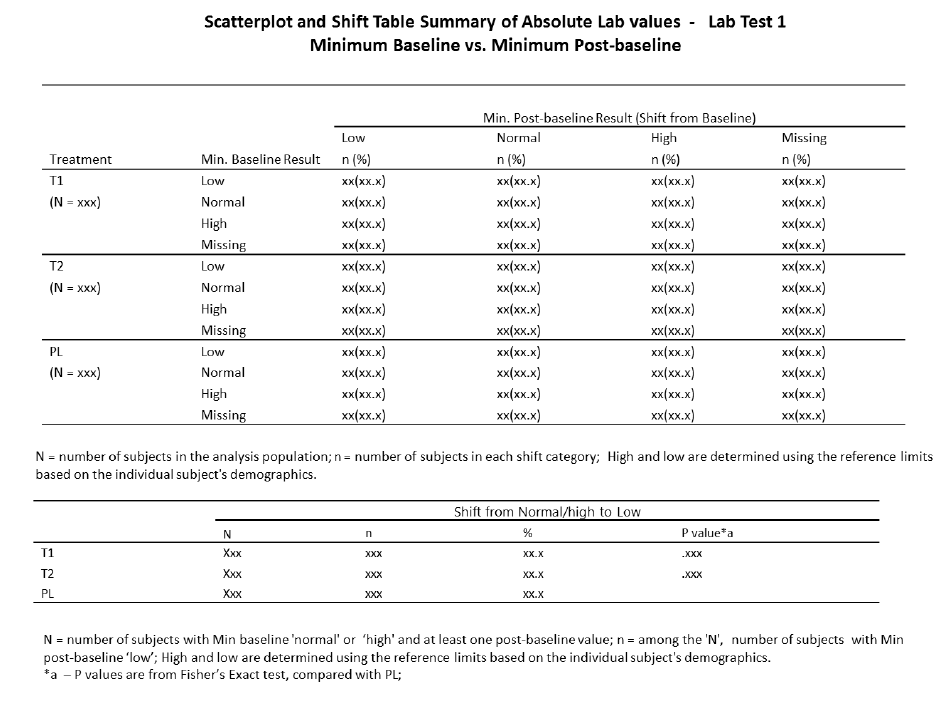 Scatterplot and Shift Table Summary of Absolute Lab values - Lab Test 1
Minimum Baseline vs. Minimum Post-baseline
Min. Post-baseline Result (Shift from Baseline)
Low Normal High Missing
Treatment Min. Baseline Result n (%) n (%) n (%) n (%)
T1 Low xx(xx.x) xx(xx.x) xx(xx.x) xx(xx.x)
(N = xxx) Normal xx(xx.x) xx(xx.x) xx(xx.x) xx(xx.x)
High xx(xx.x) xx(xx.x) xx(xx.x) xx(xx.x)
Missing xx(xx.x) xx(xx.x) xx(xx.x) xx(xx.x)
T2 Low xx(xx.x) xx(xx.x) xx(xx.x) xx(xx.x)
(N = xxx) Normal xx(xx.x) xx(xx.x) xx(xx.x) xx(xx.x)
High xx(xx.x) xx(xx.x) xx(xx.x) xx(xx.x)
Missing xx(xx.x) xx(xx.x) xx(xx.x) xx(xx.x)
PL Low xx(xx.x) xx(xx.x) xx(xx.x) xx(xx.x)
(N = xxx) Normal xx(xx.x) xx(xx.x) xx(xx.x) xx(xx.x)
High xx(xx.x) xx(xx.x) xx(xx.x) xx(xx.x)
Missing xx(xx.x) xx(xx.x) xx(xx.x) xx(xx.x)
N = number of subjects in the analysis population; n = number of subjects in each shift category; High and low are determined using the reference limits
based on the individual subject's demographics.
Shift from Normal/high to Low
N n % P value*a
T1 Xxx xxx xx.x .xxx
T2 Xxx xxx xx.x .xxx
PL Xxx xxx xx.x
N = number of subjects with Min baseline 'normal' or ‘high' and at least one post-baseline value; n = among the 'N', number of subjects with Min
post-baseline ‘low’; High and low are determined using the reference limits based on the individual subject's demographics.
*a – P values are from Fisher’s Exact test, compared with PL;